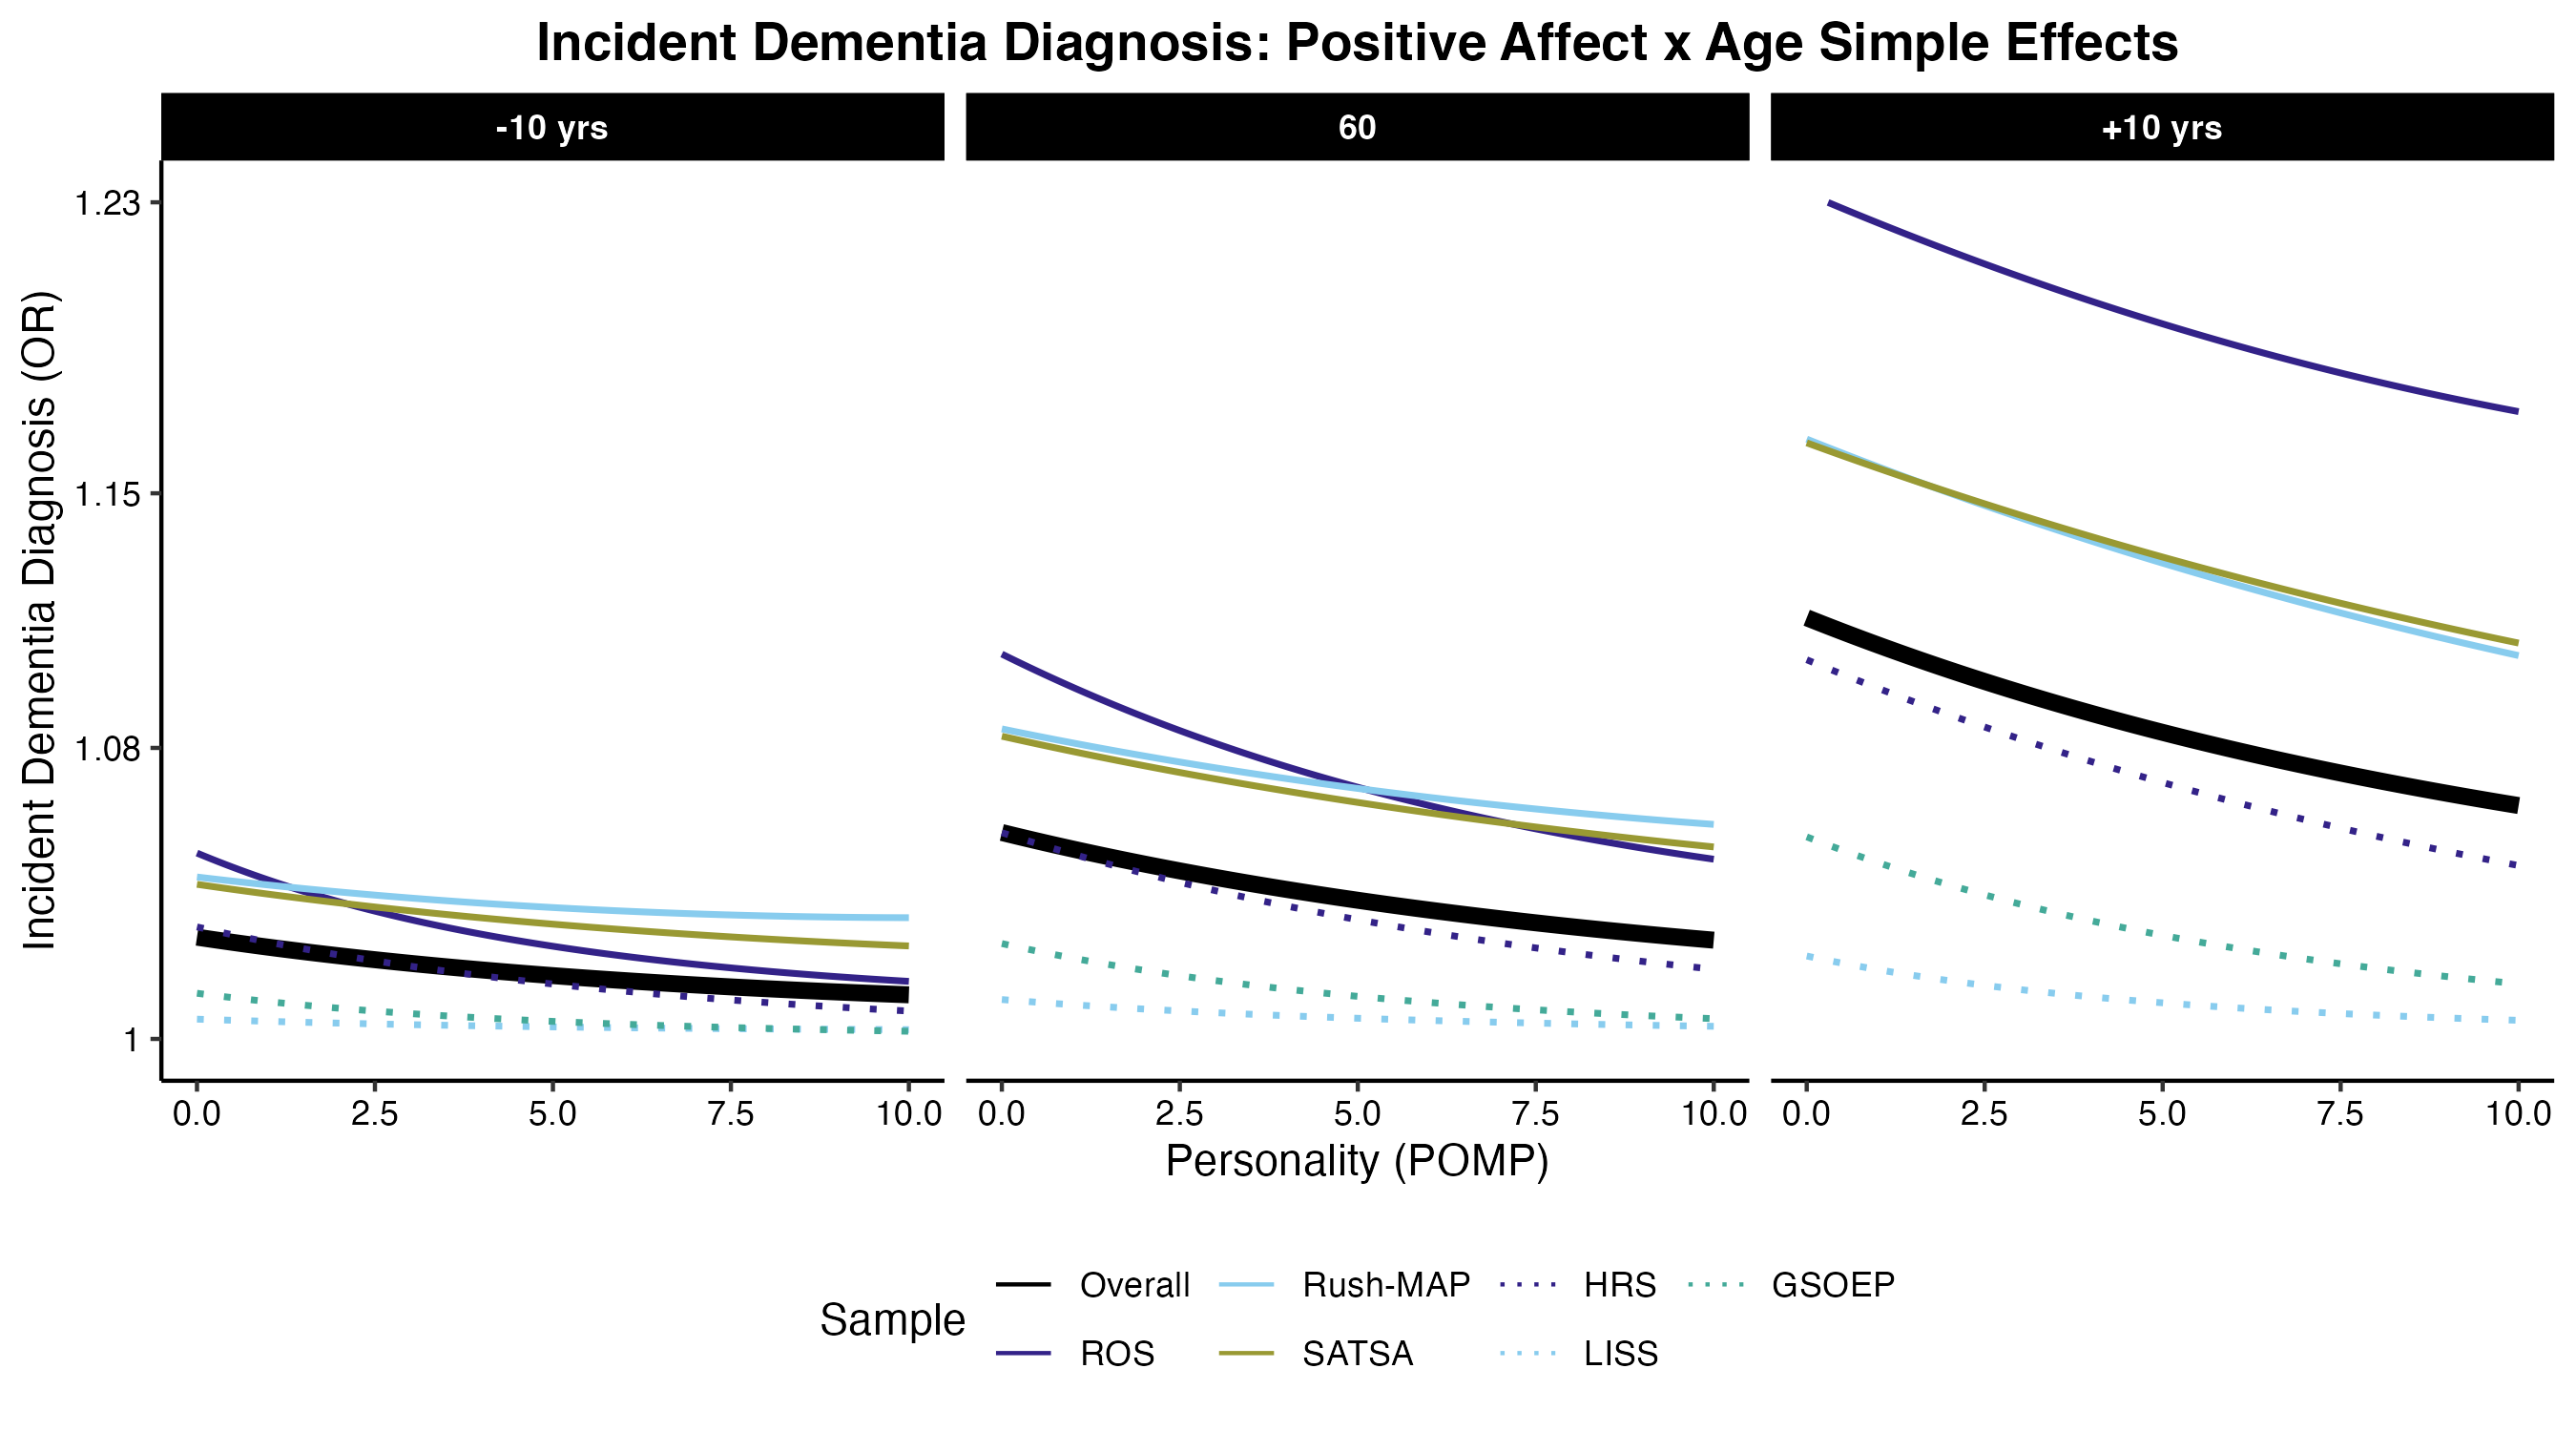 Incident Dementia Diagnosis: Positive Affect x Age Simple Effects
-10 yrs
60
+10 yrs
Incident Dementia Diagnosis (OR)
1.23
1.15
1.08
1
0.0 2.5 5.0 7.5 10.0
0.0 2.5 5.0 7.5 10.0
0.0 2.5 5.0 7.5 10.0
Personality (POMP)
Sample
Overall Rush-MAP HRS GSOEP
ROS SATSA LISS